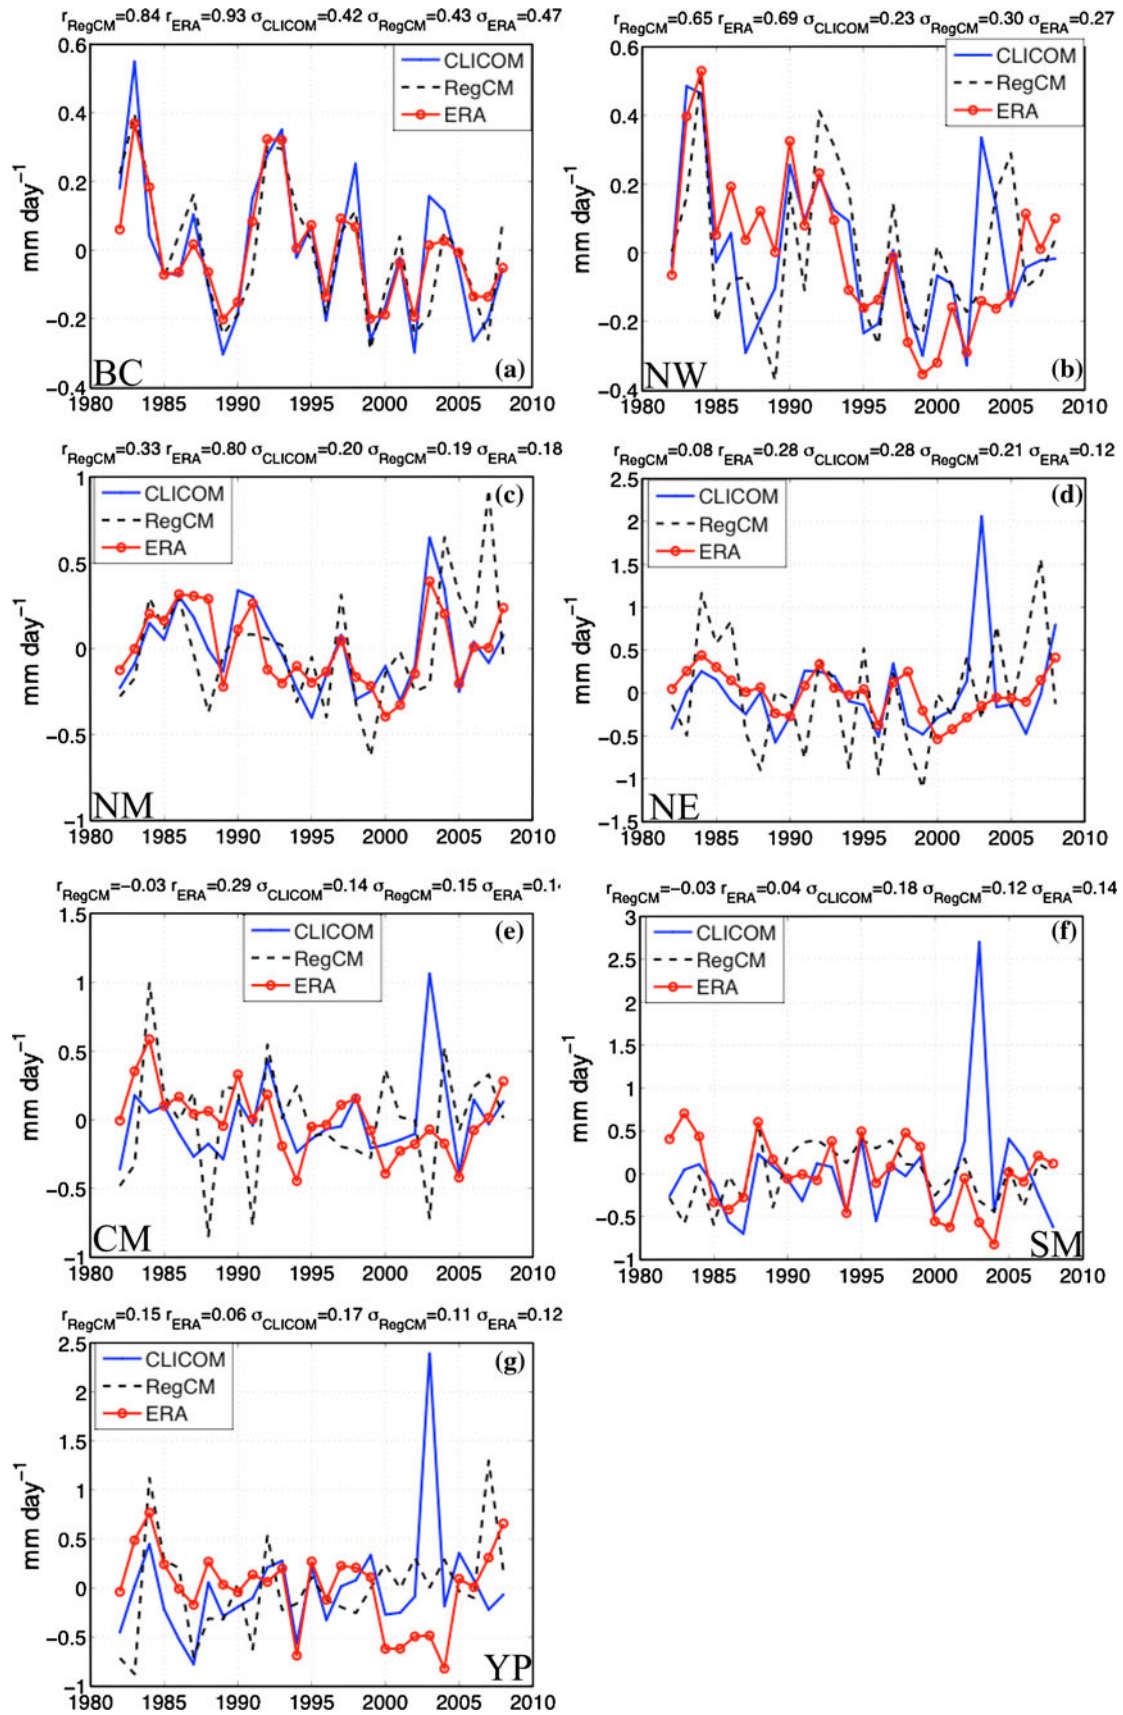 r_RegCM=0.84 r_ERA=0.93 σ_CLICOM=0.42 σ_RegCM=0.43 σ_ERA=0.47
0.6
0.4
0.2
0
−0.2
−0.4
mm day⁻¹
CLICOM
RegCM
ERA
BC
(a)
1980 1985 1990 1995 2000 2005 2010
r_RegCM=0.65 r_ERA=0.69 σ_CLICOM=0.23 σ_RegCM=0.30 σ_ERA=0.27
0.6
0.4
0.2
0
−0.2
−0.4
mm day⁻¹
CLICOM
RegCM
ERA
NW
(b)
1980 1985 1990 1995 2000 2005 2010
r_RegCM=0.33 r_ERA=0.80 σ_CLICOM=0.20 σ_RegCM=0.19 σ_ERA=0.18
1
0.5
0
−0.5
−1
mm day⁻¹
CLICOM
RegCM
ERA
(c)
NM
1980 1985 1990 1995 2000 2005 2010
r_RegCM=0.08 r_ERA=0.28 σ_CLICOM=0.28 σ_RegCM=0.21 σ_ERA=0.12
2.5
2
1.5
1
0.5
0
−0.5
−1
−1.5
mm day⁻¹
CLICOM
RegCM
ERA
(d)
NE
1980 1985 1990 1995 2000 2005 2010
r_RegCM=−0.03 r_ERA=0.29 σ_CLICOM=0.14 σ_RegCM=0.15 σ_ERA=0.1
1.5
1
0.5
0
−0.5
−1
mm day⁻¹
CLICOM
RegCM
ERA
(e)
CM
1980 1985 1990 1995 2000 2005 2010
r_RegCM=−0.03 r_ERA=0.04 σ_CLICOM=0.18 σ_RegCM=0.12 σ_ERA=0.14
3
2.5
2
1.5
1
0.5
0
−0.5
−1
mm day⁻¹
CLICOM
RegCM
ERA
(f)
SM
1980 1985 1990 1995 2000 2005 2010
r_RegCM=0.15 r_ERA=0.06 σ_CLICOM=0.17 σ_RegCM=0.11 σ_ERA=0.12
2.5
2
1.5
1
0.5
0
−0.5
−1
mm day⁻¹
CLICOM
RegCM
ERA
(g)
YP
1980 1985 1990 1995 2000 2005 2010